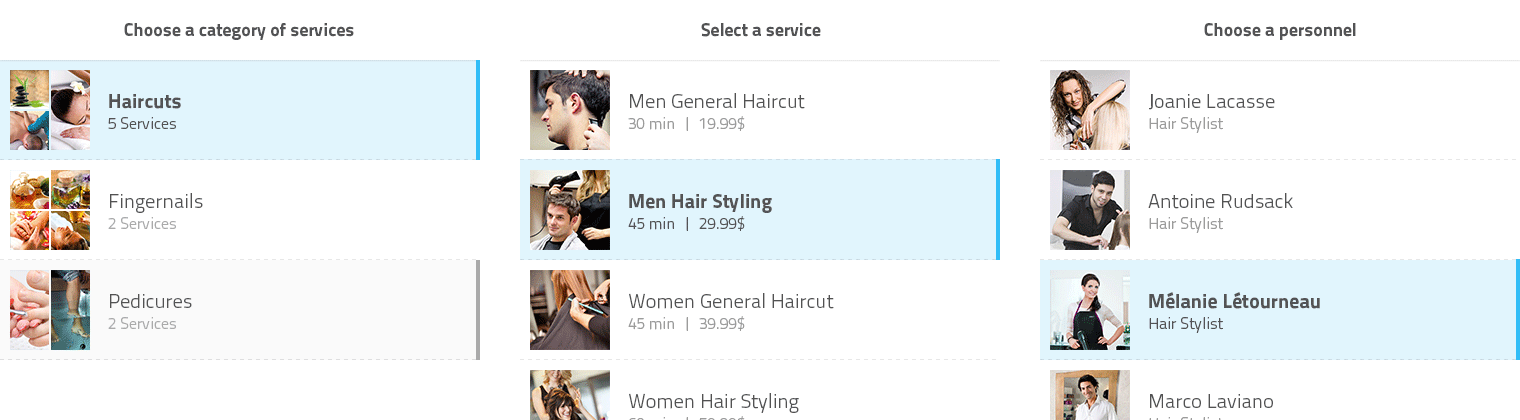 Choose a category of services
Haircuts
5 Services
Fingernails
2 Services
Pedicures
2 Services
Select a service
Men General Haircut
30 min | 19.99$
Men Hair Styling
45 min | 29.99$
Women General Haircut
45 min | 39.99$
Women Hair Styling
Choose a personnel
Joanie Lacasse
Hair Stylist
Antoine Rudsack
Hair Stylist
Mélanie Létourneau
Hair Stylist
Marco Laviano